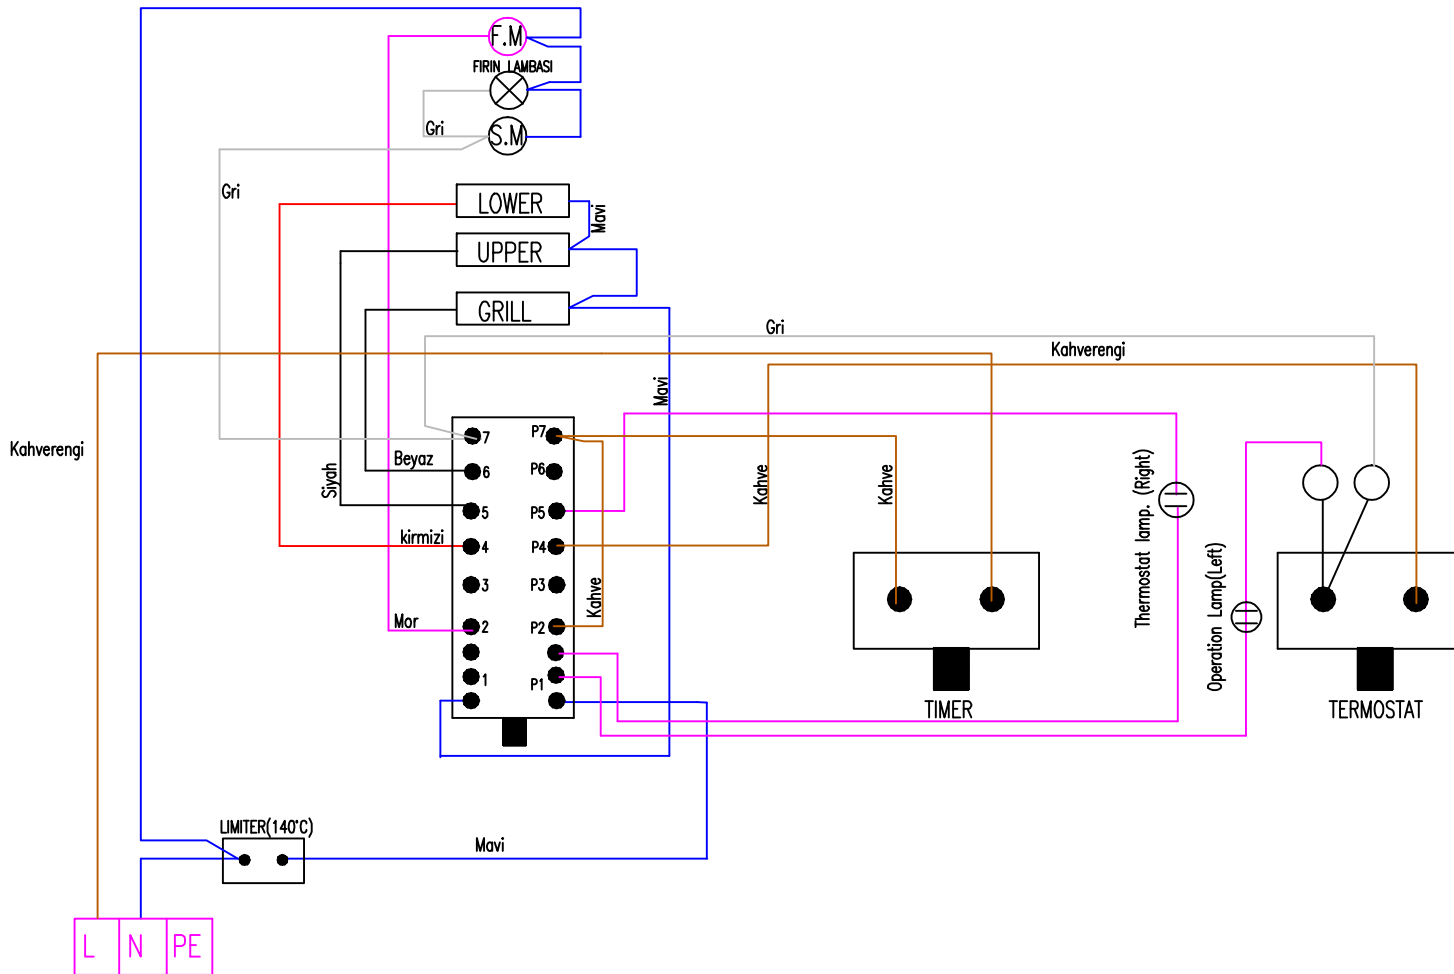 F.M
FIRIN LAMBASI
Gri
S.M
Gri
LOWER
Mavi
UPPER
GRILL
Gri
Kahverengi
Mavi
Kahverengi
7
P7
Beyaz
6
P6
Siyah
5
P5
kirmizi
4
P4
3
P3
Kahve
Mor
2
P2
1
P1
Kahve
Kahve
Thermostat lamp. (Right)
Operation Lamp(Left)
TIMER
TERMOSTAT
LIMITER(140°C)
Mavi
L N PE